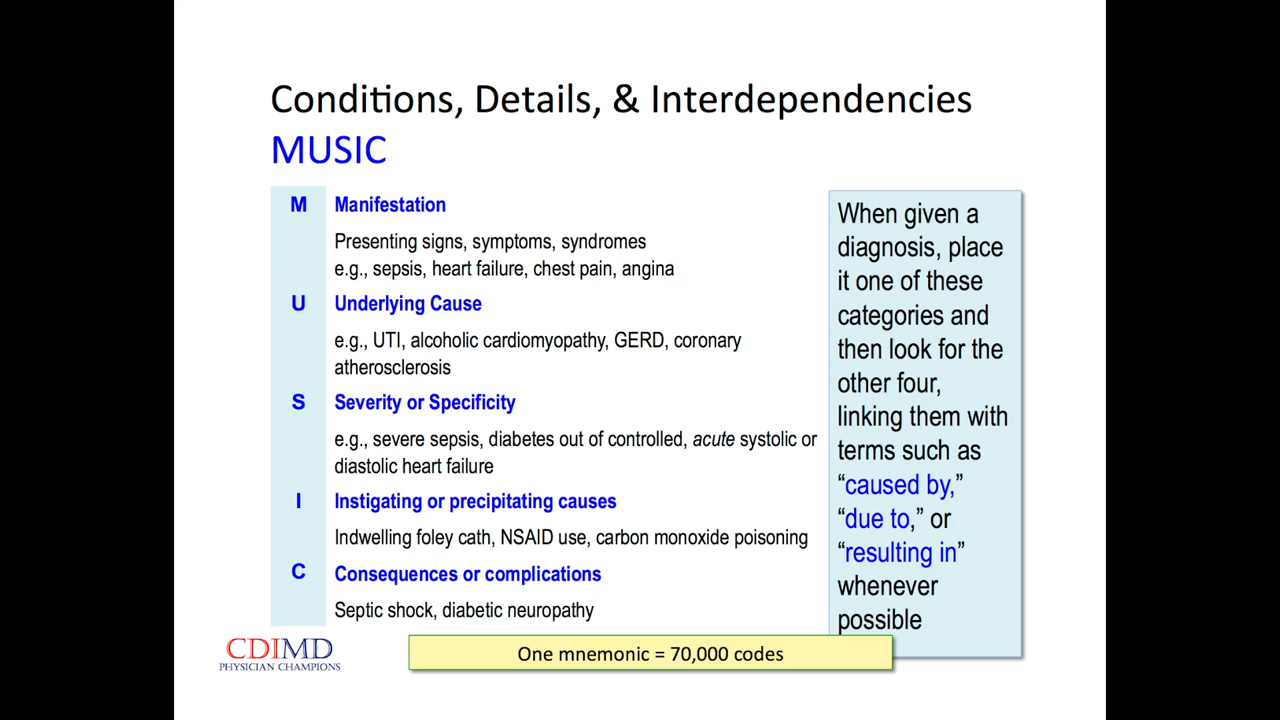 Conditions, Details, & Interdependencies
MUSIC
M Manifestation
Presenting signs, symptoms, syndromes
e.g., sepsis, heart failure, chest pain, angina
U Underlying Cause
e.g., UTI, alcoholic cardiomyopathy, GERD, coronary
atherosclerosis
S Severity or Specificity
e.g., severe sepsis, diabetes out of controlled, acute systolic or
diastolic heart failure
I Instigating or precipitating causes
Indwelling foley cath, NSAID use, carbon monoxide poisoning
C Consequences or complications
Septic shock, diabetic neuropathy
When given a
diagnosis, place
it one of these
categories and
then look for the
other four,
linking them with
terms such as
“caused by,”
“due to,” or
“resulting in”
whenever
possible
CDIMD
PHYSICIAN CHAMPIONS
One mnemonic = 70,000 codes